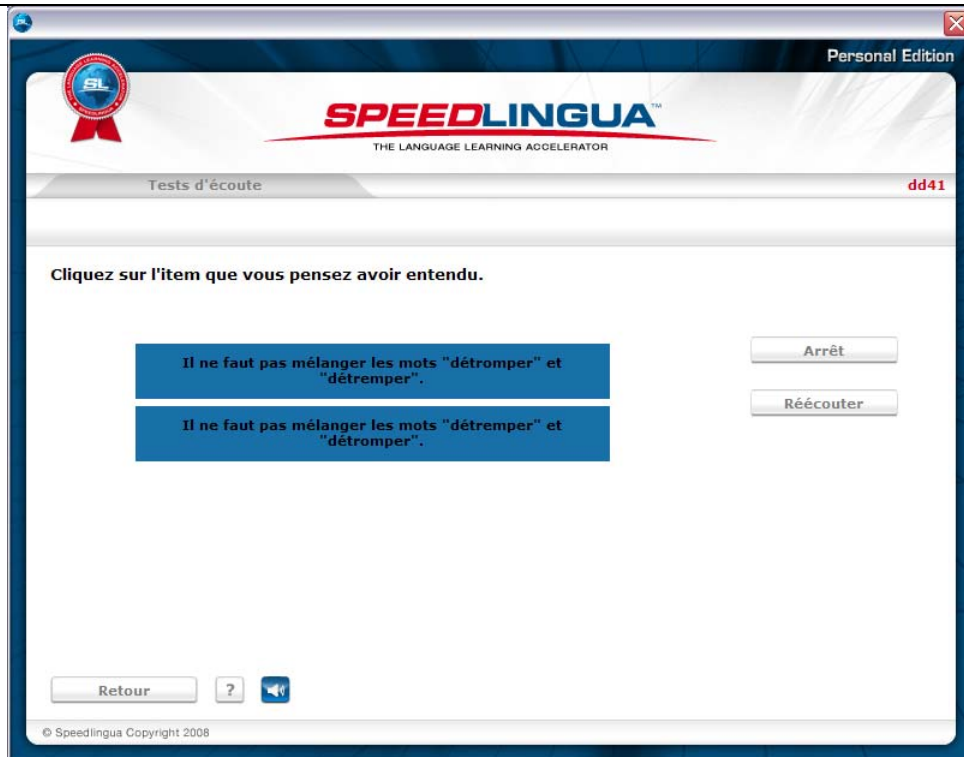 Personal Edition
SL
SPEEDLINGUA™
THE LANGUAGE LEARNING ACCELERATOR
Tests d'écoute
dd41
Cliquez sur l'item que vous pensez avoir entendu.
Il ne faut pas mélanger les mots "détromper" et
"détremper".
Arrêt
Il ne faut pas mélanger les mots "détremper" et
"détromper".
Réécouter
Retour
?
© Speedlingua Copyright 2008